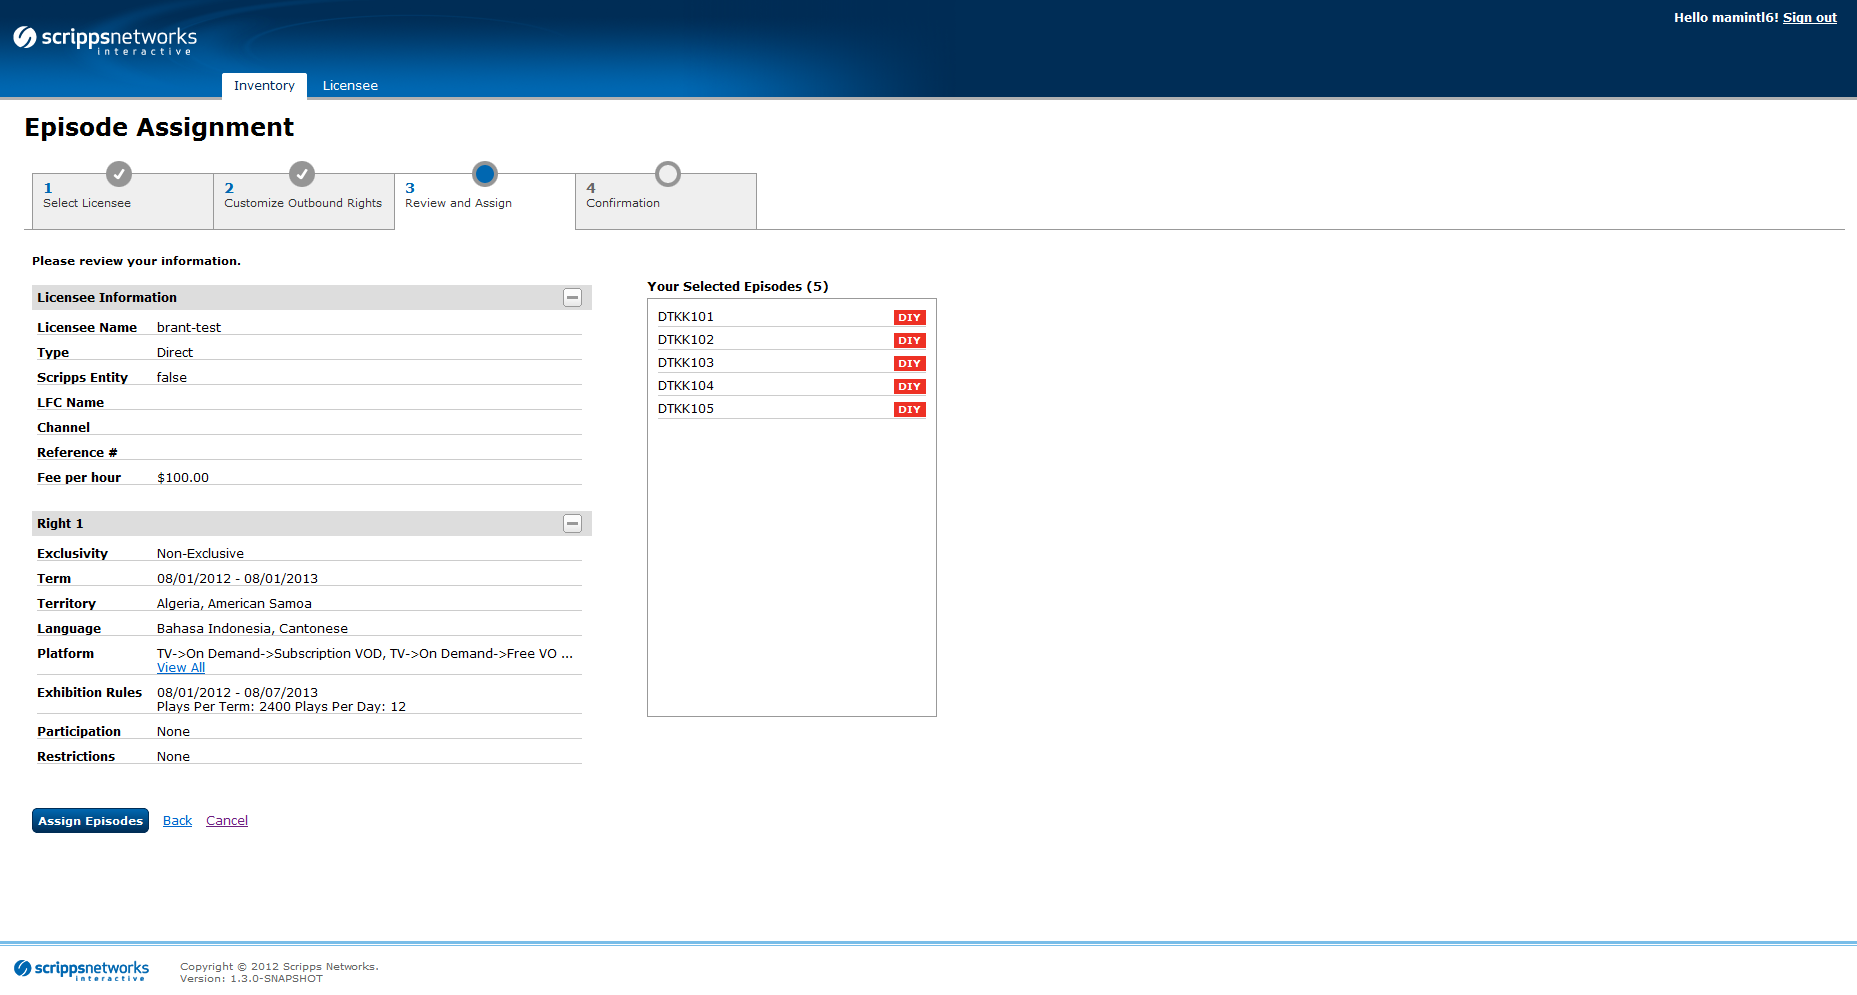 Hello mamintl6! Sign out
scrippsnetworks
interactive
Inventory Licensee
Episode Assignment
1 2 3 4
Select Licensee Customize Outbound Rights Review and Assign Confirmation
Please review your information.
Licensee Information
Licensee Name brant-test
Type Direct
Scripps Entity false
LFC Name
Channel
Reference #
Fee per hour $100.00
Right 1
Exclusivity Non-Exclusive
Term 08/01/2012 - 08/01/2013
Territory Algeria, American Samoa
Language Bahasa Indonesia, Cantonese
Platform TV->On Demand->Subscription VOD, TV->On Demand->Free VO ...
View All
Exhibition Rules 08/01/2012 - 08/07/2013
Plays Per Term: 2400 Plays Per Day: 12
Participation None
Restrictions None
Your Selected Episodes (5)
DTKK101 DIY
DTKK102 DIY
DTKK103 DIY
DTKK104 DIY
DTKK105 DIY
Assign Episodes Back Cancel
scrippsnetworks
interactive
Copyright © 2012 Scripps Networks.
Version: 1.3.0-SNAPSHOT